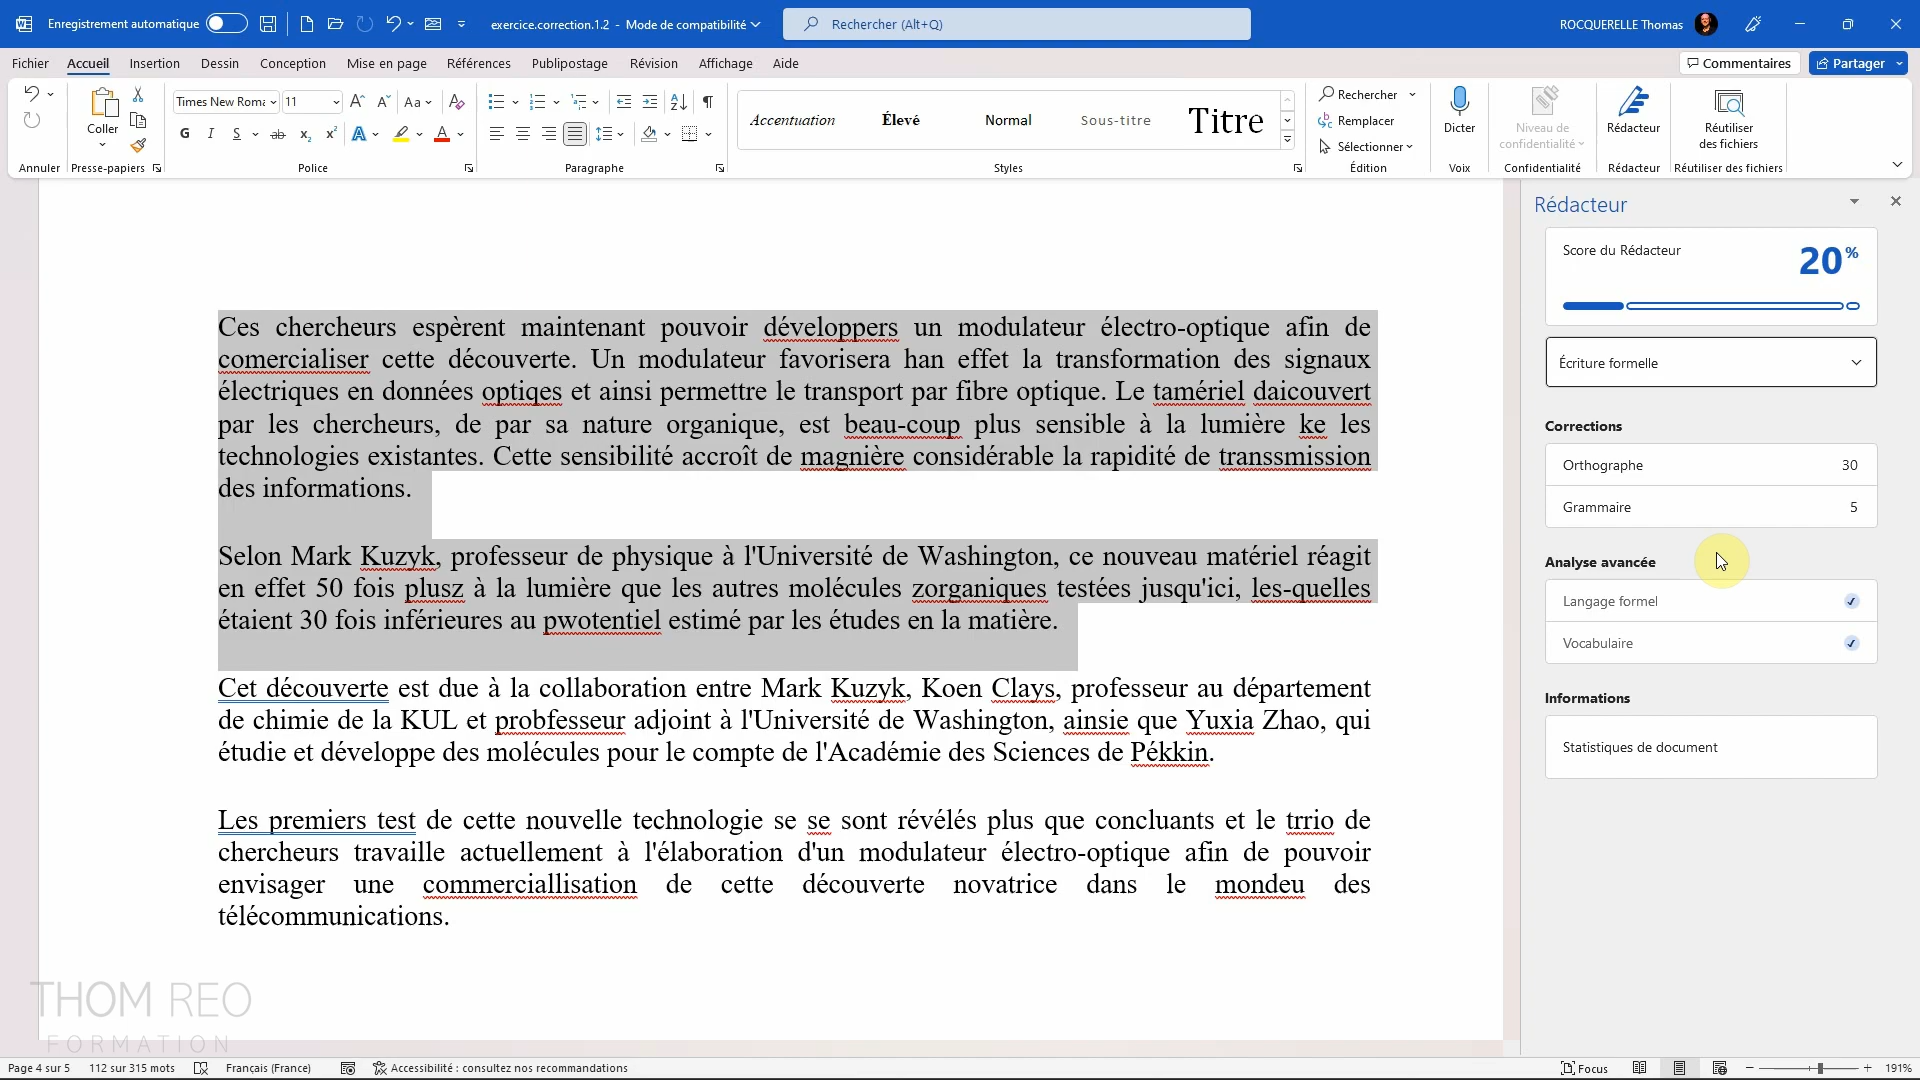 Enregistrement automatique
exercice.correction.1.2 - Mode de compatibilité
Rechercher (Alt+Q)
ROCQUERELLE Thomas
Fichier Accueil Insertion Dessin Conception Mise en page Références Publipostage Révision Affichage Aide
Commentaires
Partager
Coller
Times New Roma
11
Aa
G I S ab x₂ x²
Accentuation
Élevé
Normal
Sous-titre
Titre
Rechercher
Remplacer
Sélectionner
Dicter
Niveau de
confidentialité
Rédacteur
Réutiliser
des fichiers
Annuler Presse-papiers Police Paragraphe Styles Édition Voix Confidentialité Rédacteur Réutiliser des fichiers
Ces chercheurs espèrent maintenant pouvoir développers un modulateur électro-optique afin de
comercialiser cette découverte. Un modulateur favorisera han effet la transformation des signaux
électriques en données optiqes et ainsi permettre le transport par fibre optique. Le tamériel daicouvert
par les chercheurs, de par sa nature organique, est beau-coup plus sensible à la lumière ke les
technologies existantes. Cette sensibilité accroît de magnière considérable la rapidité de transsmission
des informations.
Selon Mark Kuzyk, professeur de physique à l'Université de Washington, ce nouveau matériel réagit
en effet 50 fois plusz à la lumière que les autres molécules zorganiques testées jusqu'ici, les-quelles
étaient 30 fois inférieures au pwotentiel estimé par les études en la matière.
Cet découverte est due à la collaboration entre Mark Kuzyk, Koen Clays, professeur au département
de chimie de la KUL et probfesseur adjoint à l'Université de Washington, ainsie que Yuxia Zhao, qui
étudie et développe des molécules pour le compte de l'Académie des Sciences de Pékkin.
Les premiers test de cette nouvelle technologie se se sont révélés plus que concluants et le trrio de
chercheurs travaille actuellement à l'élaboration d'un modulateur électro-optique afin de pouvoir
envisager une commerciallisation de cette découverte novatrice dans le mondeu des
télécommunications.
THOM REO
FORMATION
Rédacteur
Score du Rédacteur
20%
Écriture formelle
Corrections
Orthographe 30
Grammaire 5
Analyse avancée
Langage formel
Vocabulaire
Informations
Statistiques de document
Page 4 sur 5
112 sur 315 mots
Français (France)
Accessibilité : consultez nos recommandations
Focus
191%